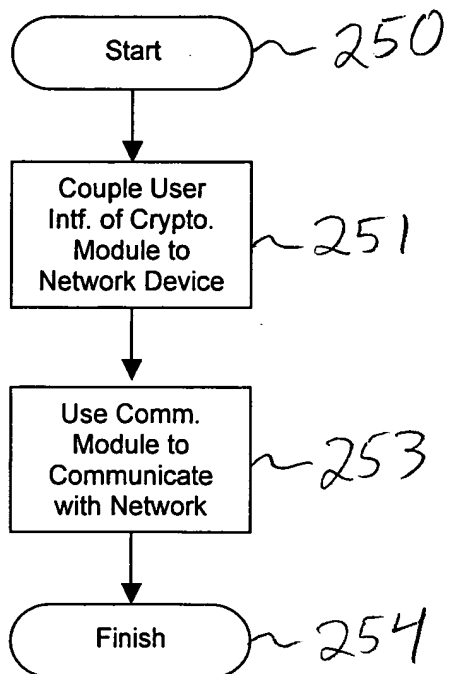 Start
250
Couple User
Intf. of Crypto.
Module to
Network Device
251
Use Comm.
Module to
Communicate
with Network
253
Finish
254